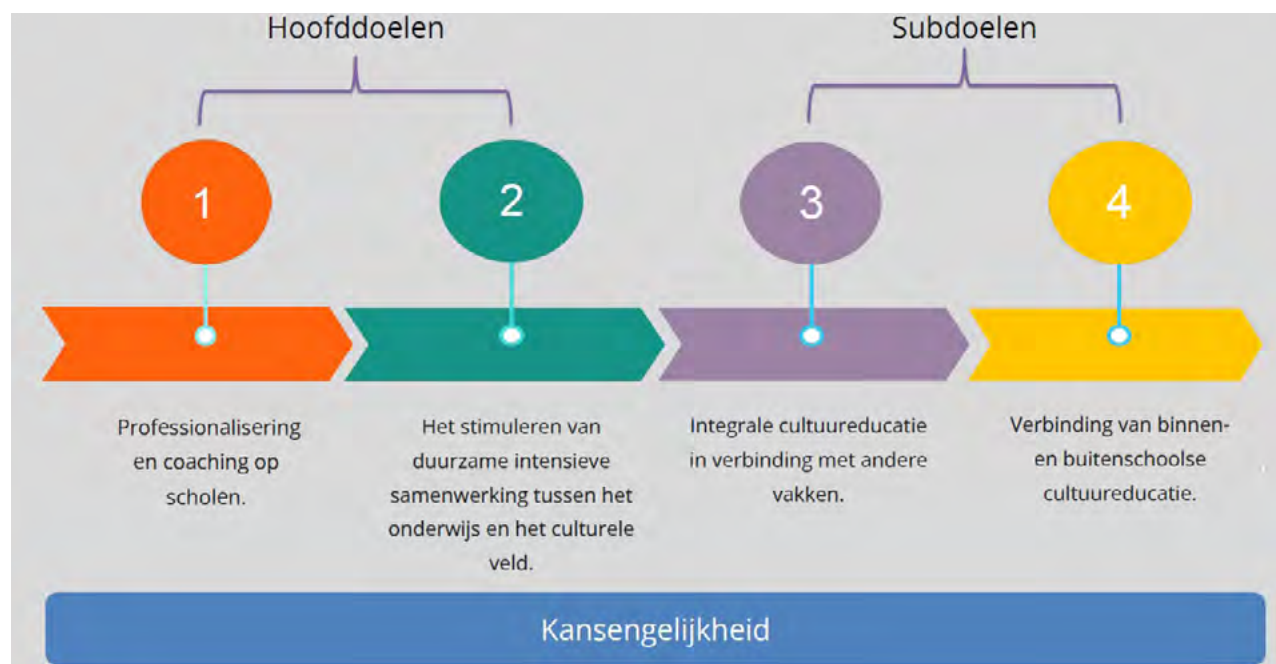 Hoofddoelen
Subdoelen
1
2
3
4
Professionalisering
en coaching op
scholen.
Het stimuleren van
duurzame intensieve
samenwerking tussen het
onderwijs en het culturele
veld.
Integrale cultuureducatie
in verbinding met andere
vakken.
Verbinding van binnen-
en buitenschoolse
cultuureducatie.
Kansengelijkheid